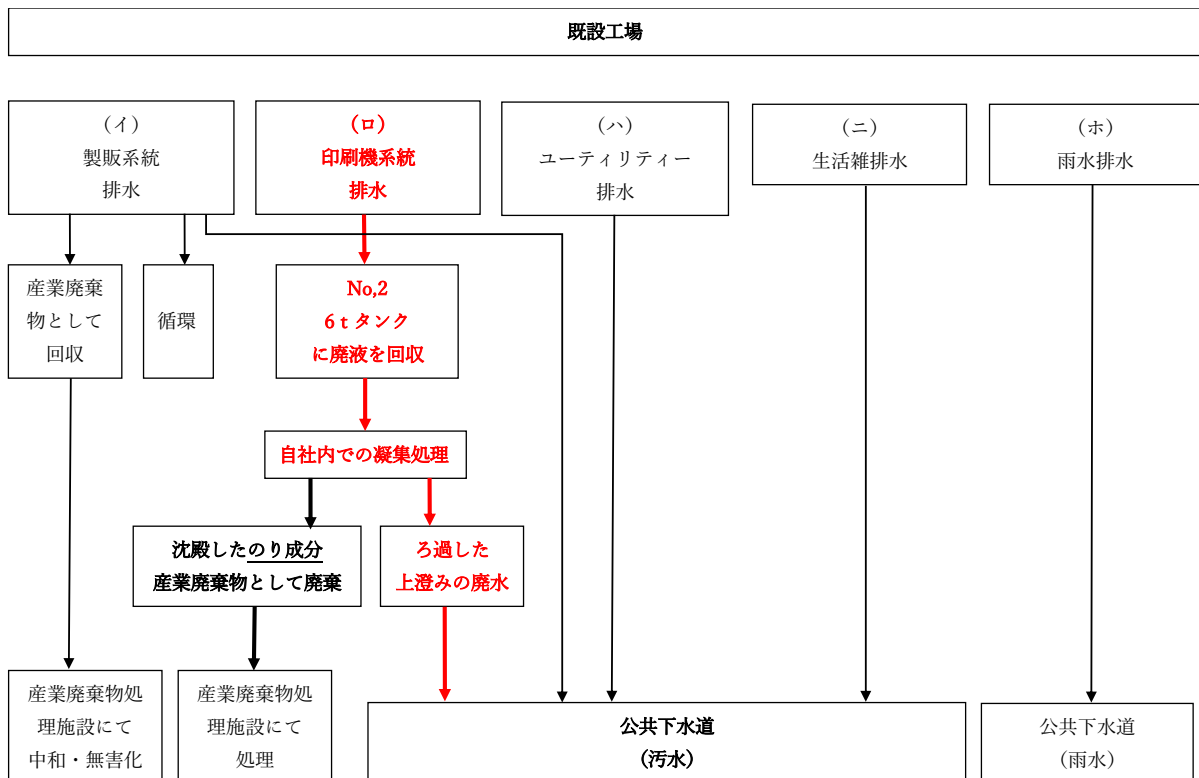 既設工場
（イ）
製販系統
排水
（ロ）
印刷機系統
排水
（ハ）
ユーティリティー
排水
（ニ）
生活雑排水
（ホ）
雨水排水
産業廃棄
物として
回収
循環
No,2
6ｔタンク
に廃液を回収
自社内での凝集処理
沈殿したのり成分
産業廃棄物として廃棄
ろ過した
上澄みの廃水
産業廃棄物処
理施設にて
中和・無害化
産業廃棄物処
理施設にて
処理
公共下水道
（汚水）
公共下水道
（雨水）